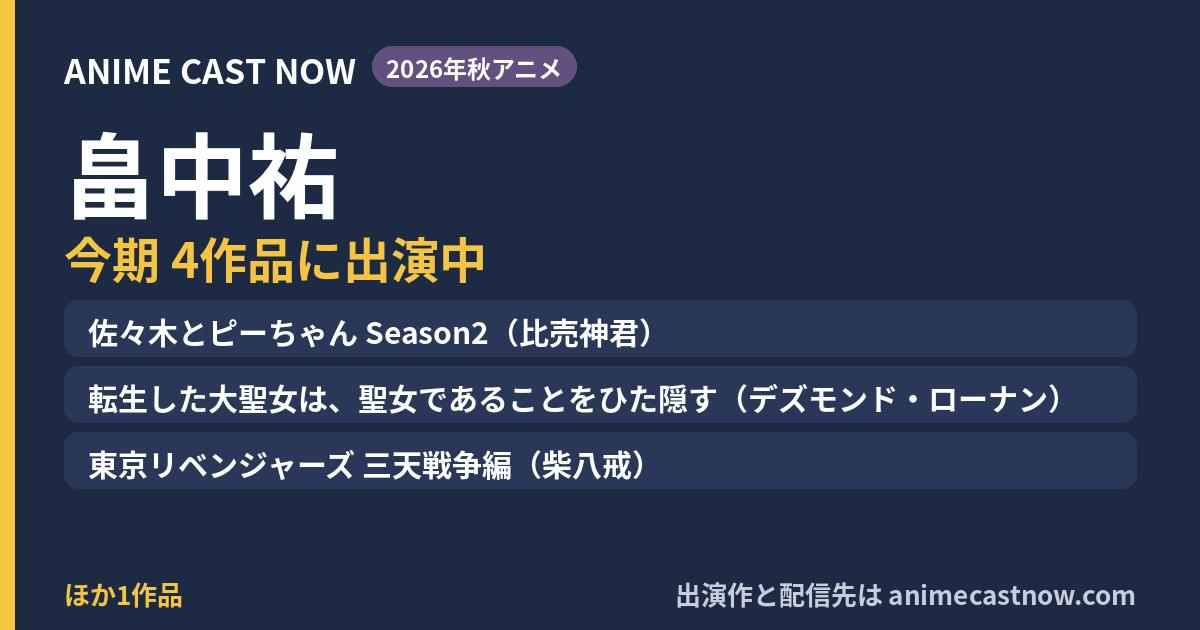 ANIME CAST NOW 2026年秋アニメ
畠中祐
今期 4作品に出演中
佐々木とピーちゃん Season2（比売神君）
転生した大聖女は、聖女であることをひた隠す（デズモンド・ローナン）
東京リベンジャーズ 三天戦争編（柴八戒）
ほか1作品
出演作と配信先は animecastnow.com